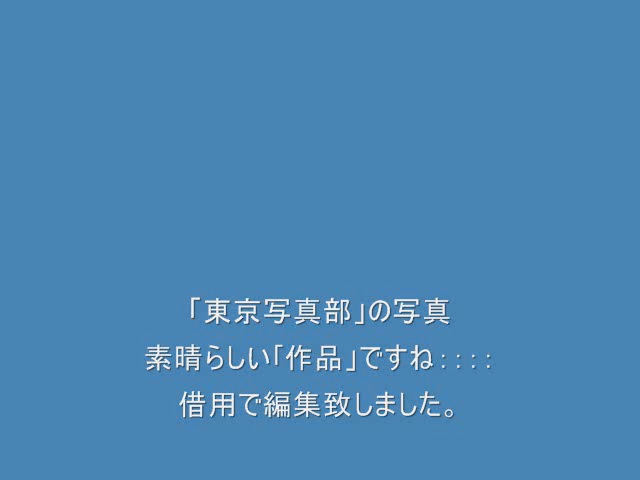 「東京写真部」の写真
素晴らしい「作品」ですね：：：：
借用で編集致しました。